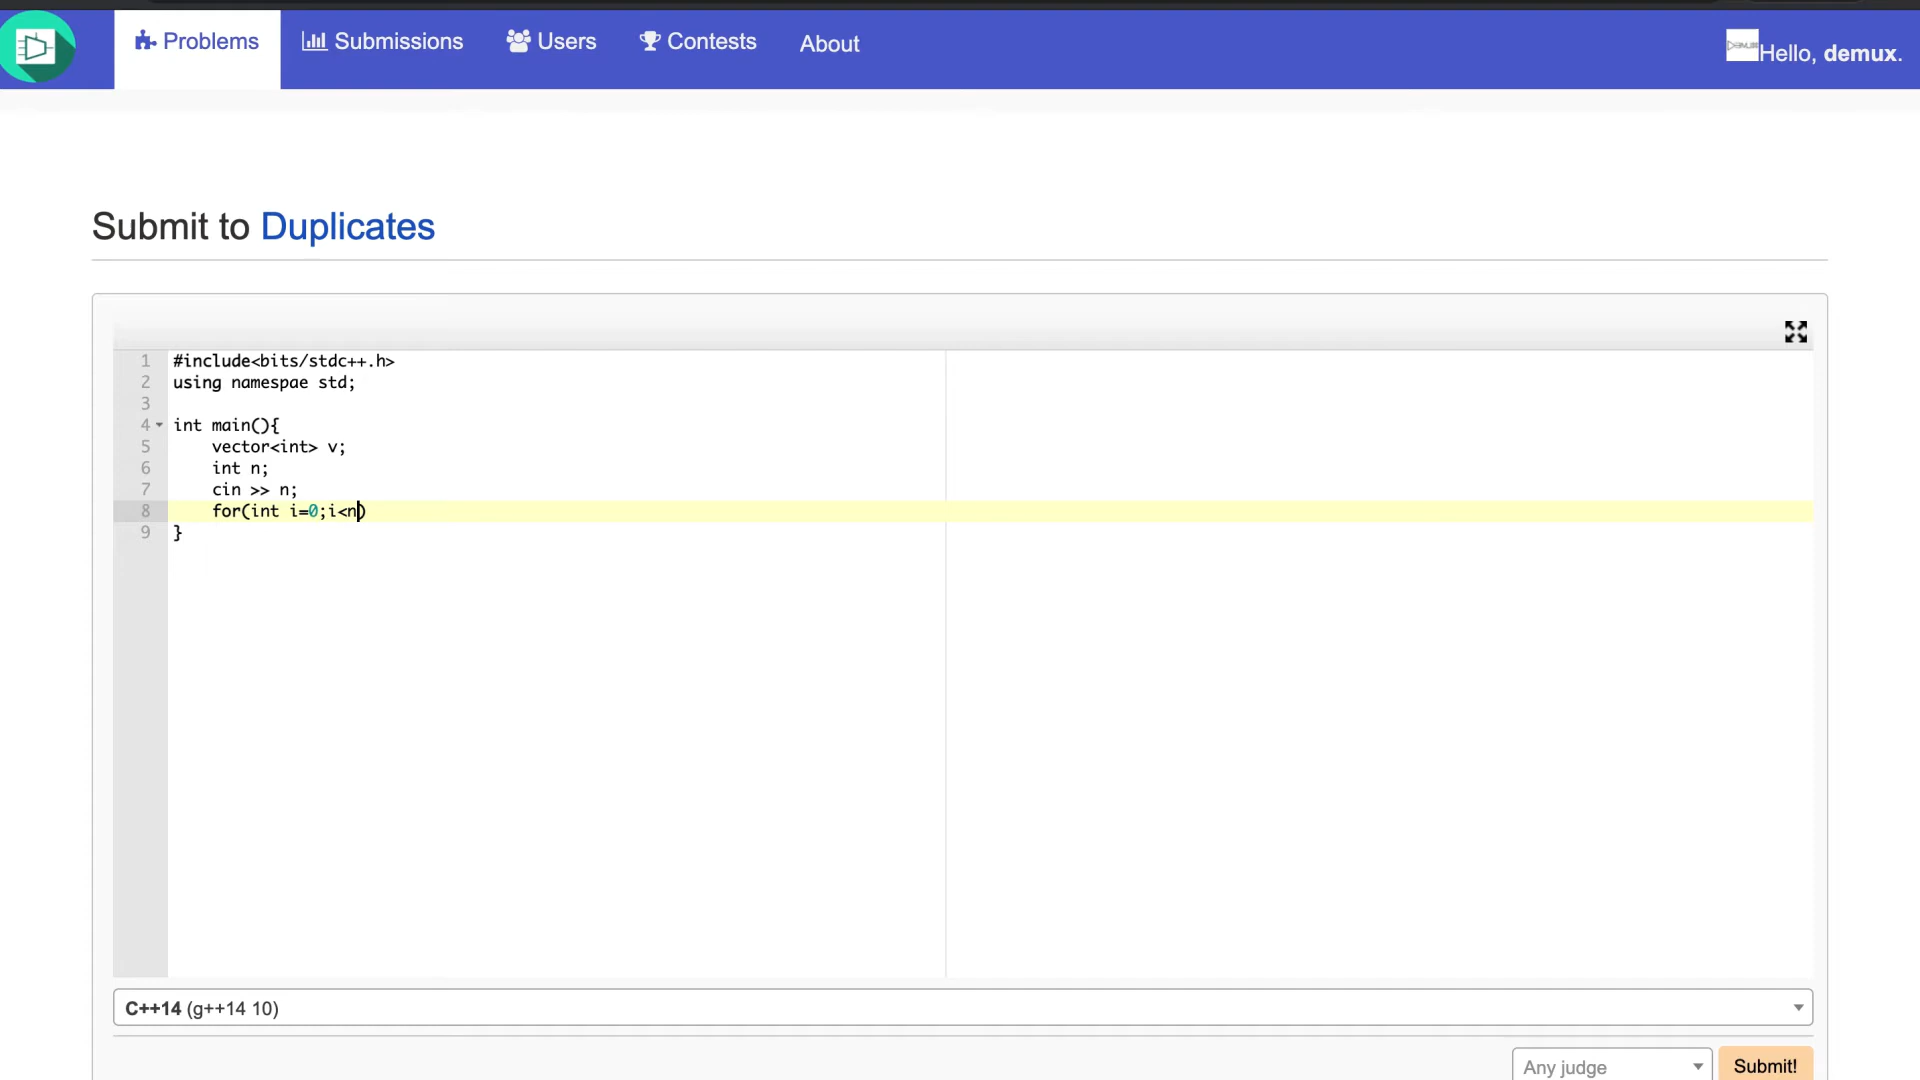 Problems Submissions Users Contests About
Hello, demux.
Submit to Duplicates
1 #include<bits/stdc++.h>
2 using namespae std;
3
4 int main(){
5 vector<int> v;
6 int n;
7 cin >> n;
8 for(int i=0;i<n)
9 }
C++14 (g++14 10)
Any judge Submit!